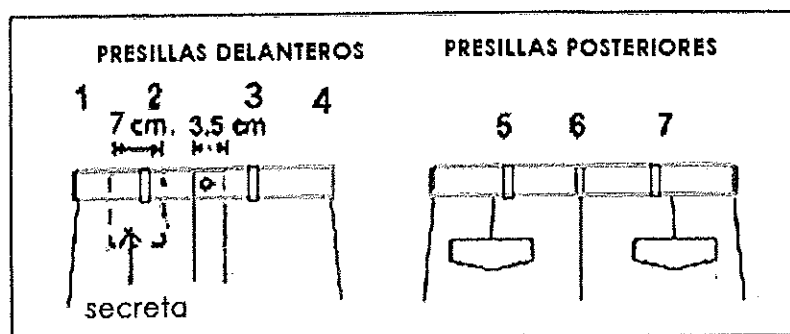 PRESILLAS DELANTEROS
1 2 3 4
7 cm. 3.5 cm
secreta
PRESILLAS POSTERIORES
5 6 7